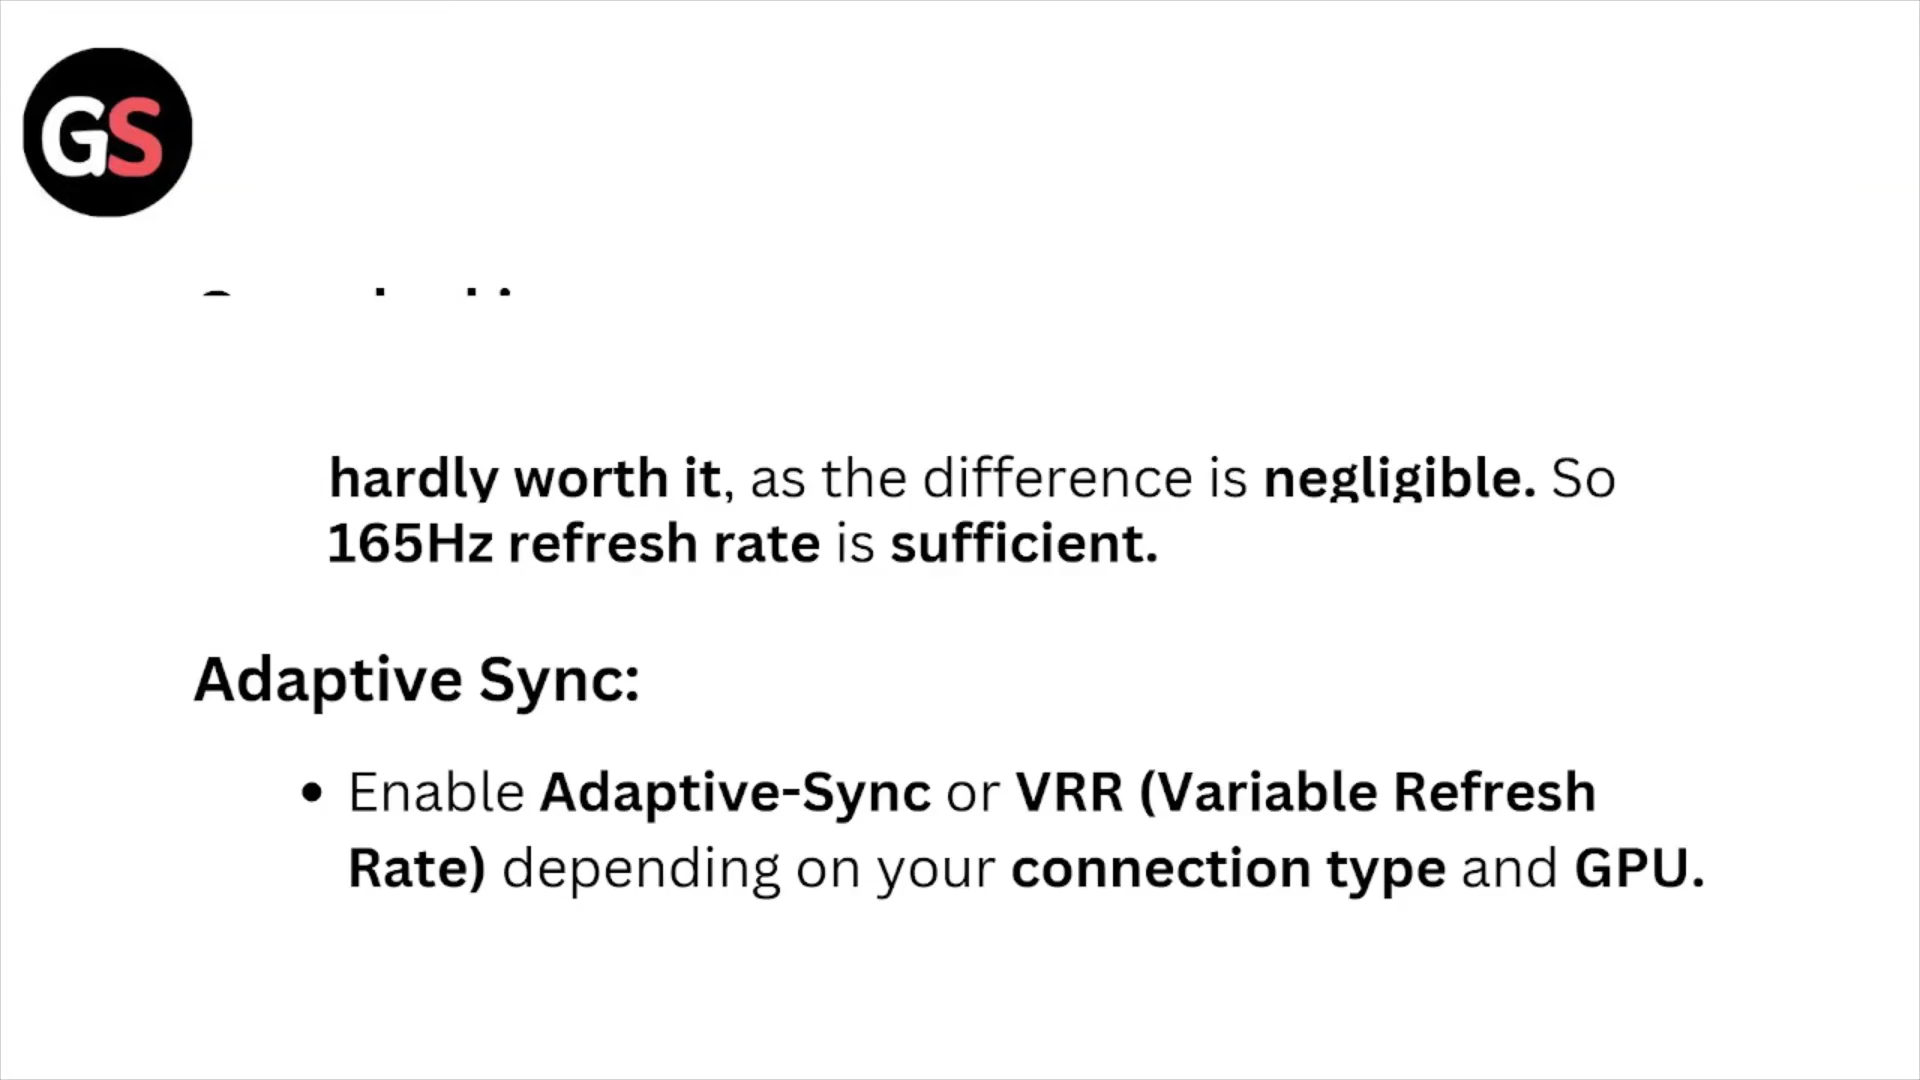 GS
hardly worth it, as the difference is negligible. So
165Hz refresh rate is sufficient.
Adaptive Sync:
• Enable Adaptive-Sync or VRR (Variable Refresh
Rate) depending on your connection type and GPU.